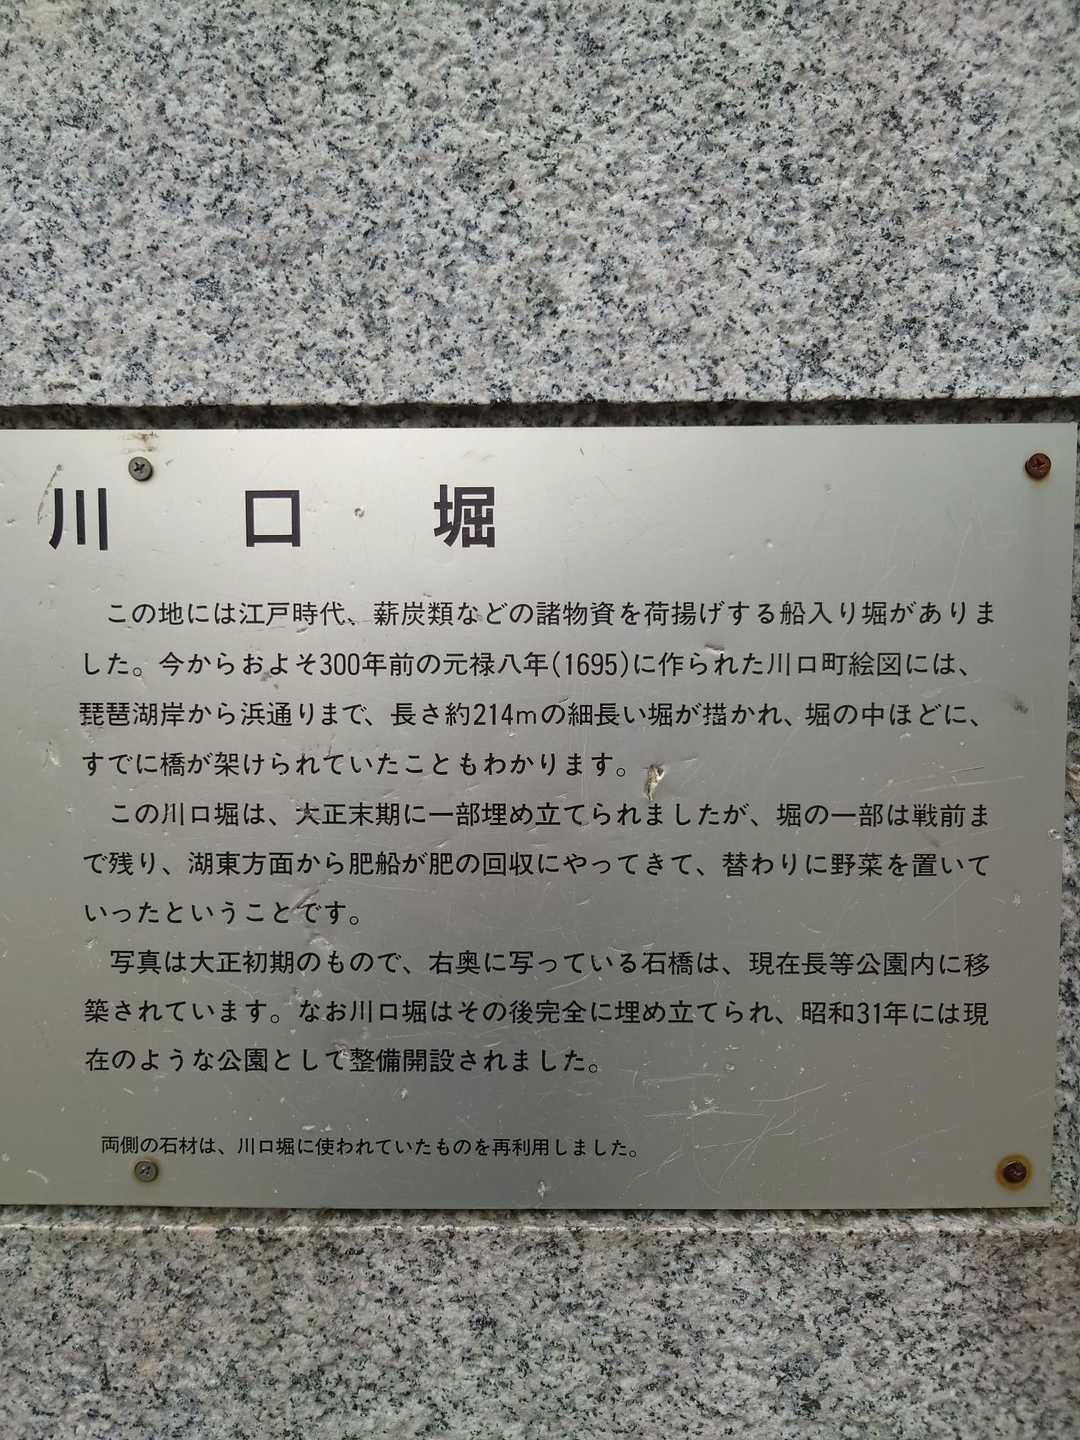 川口堀
この地には江戸時代、薪炭類などの諸物資を荷揚げする船入り堀がありま
した。今からおよそ300年前の元禄八年(1695)に作られた川口町絵図には、
琵琶湖岸から浜通りまで、長さ約214mの細長い堀が描かれ、堀の中ほどに、
すでに橋が架けられていたこともわかります。
この川口堀は、大正末期に一部埋め立てられましたが、堀の一部は戦前ま
で残り、湖東方面から肥船が肥の回収にやってきて、替わりに野菜を置いて
いったということです。
写真は大正初期のもので、右奥に写っている石橋は、現在長等公園内に移
築されています。なお川口堀はその後完全に埋め立てられ、昭和31年には現
在のような公園として整備開設されました。
両側の石材は、川口堀に使われていたものを再利用しました。